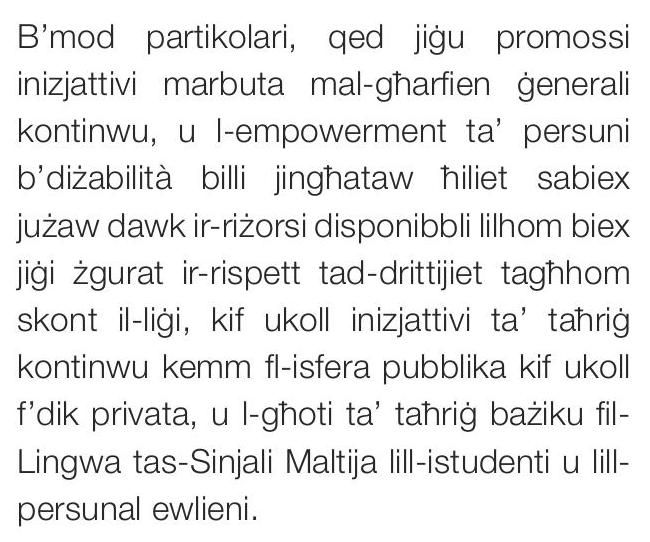 B’mod partikolari, qed jiġu promossi
inizjattivi marbuta mal-għarfien ġenerali
kontinwu, u l-empowerment ta’ persuni
b’diżabilità billi jingħataw ħiliet sabiex
jużaw dawk ir-riżorsi disponibbli lilhom biex
jiġi żgurat ir-rispett tad-drittijiet tagħhom
skont il-liġi, kif ukoll inizjattivi ta’ taħriġ
kontinwu kemm fl-isfera pubblika kif ukoll
f’dik privata, u l-għoti ta’ taħriġ bażiku fil-
Lingwa tas-Sinjali Maltija lill-istudenti u lill-
persunal ewlieni.